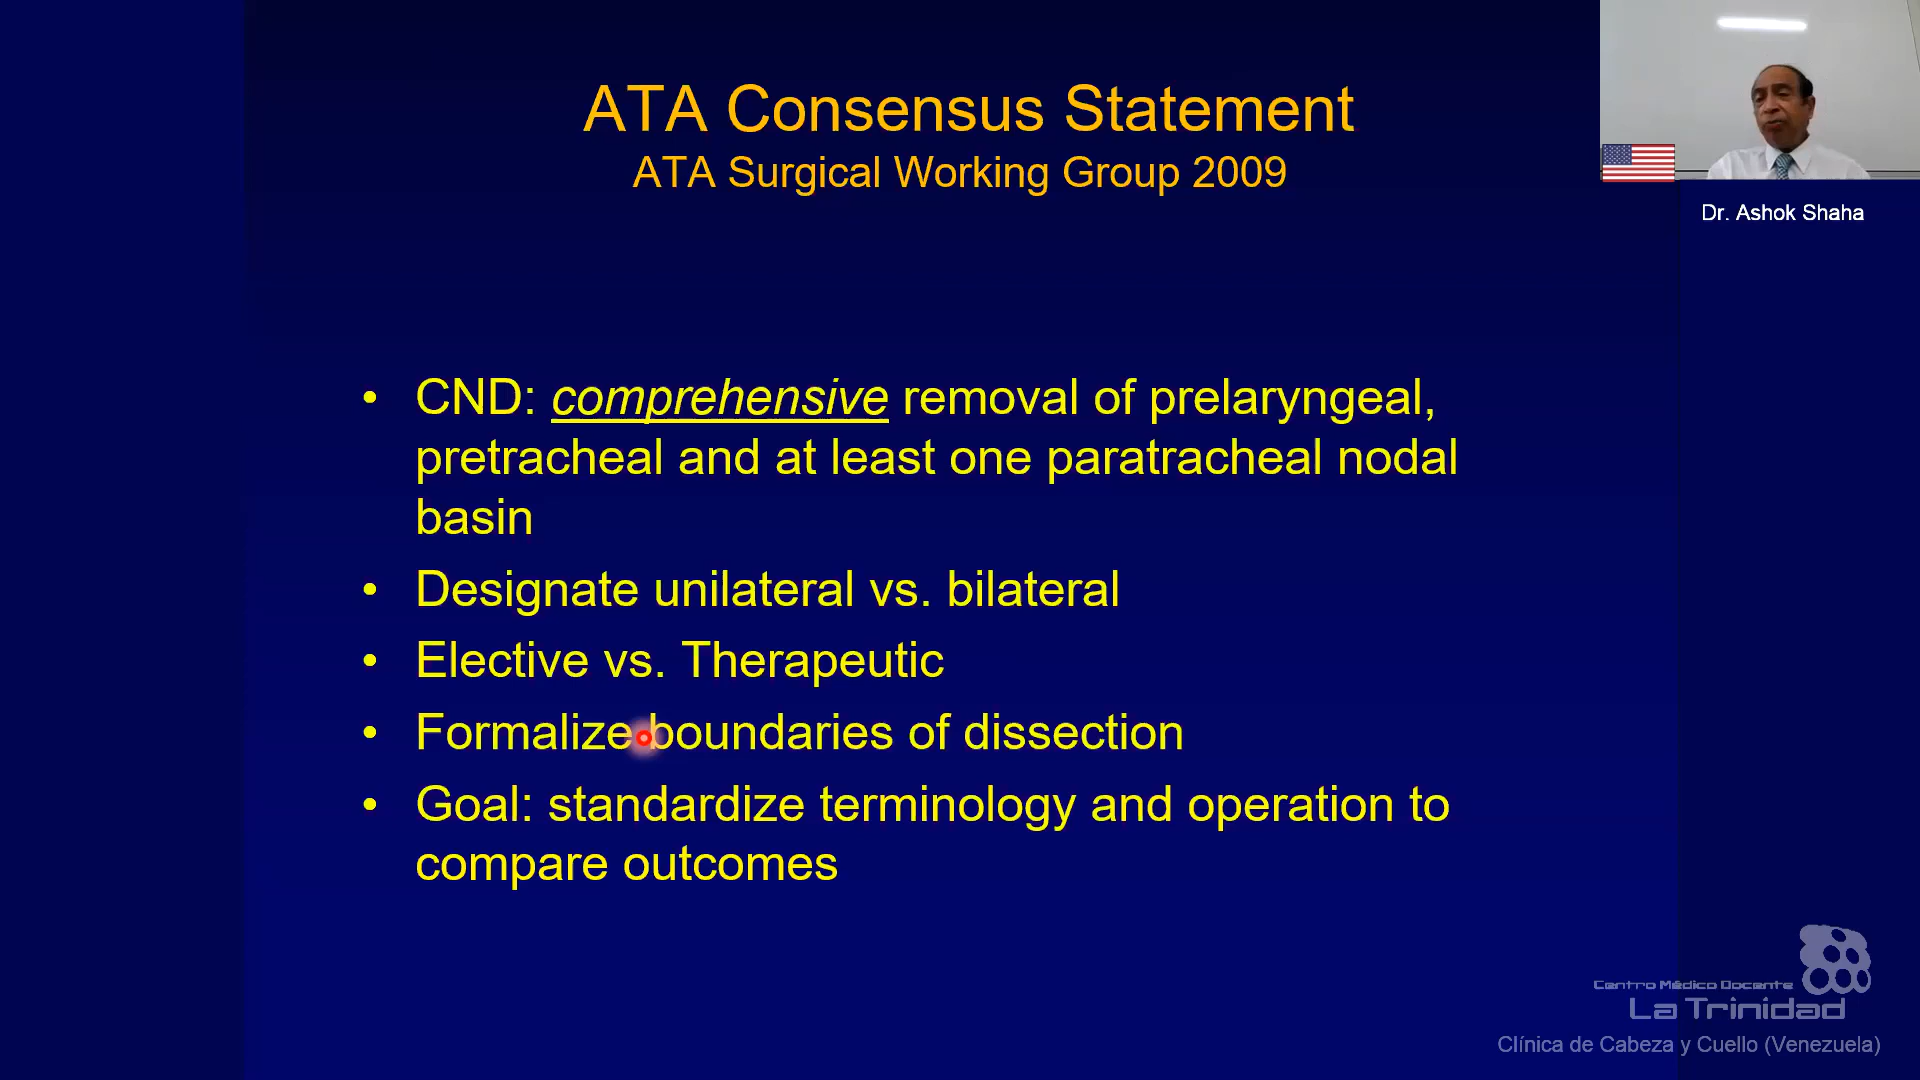 ATA Consensus Statement
ATA Surgical Working Group 2009
Dr. Ashok Shaha
• CND: comprehensive removal of prelaryngeal,
pretracheal and at least one paratracheal nodal
basin
• Designate unilateral vs. bilateral
• Elective vs. Therapeutic
• Formalize boundaries of dissection
• Goal: standardize terminology and operation to
compare outcomes
Centro Médico Docente
La Trinidad
Clínica de Cabeza y Cuello (Venezuela)